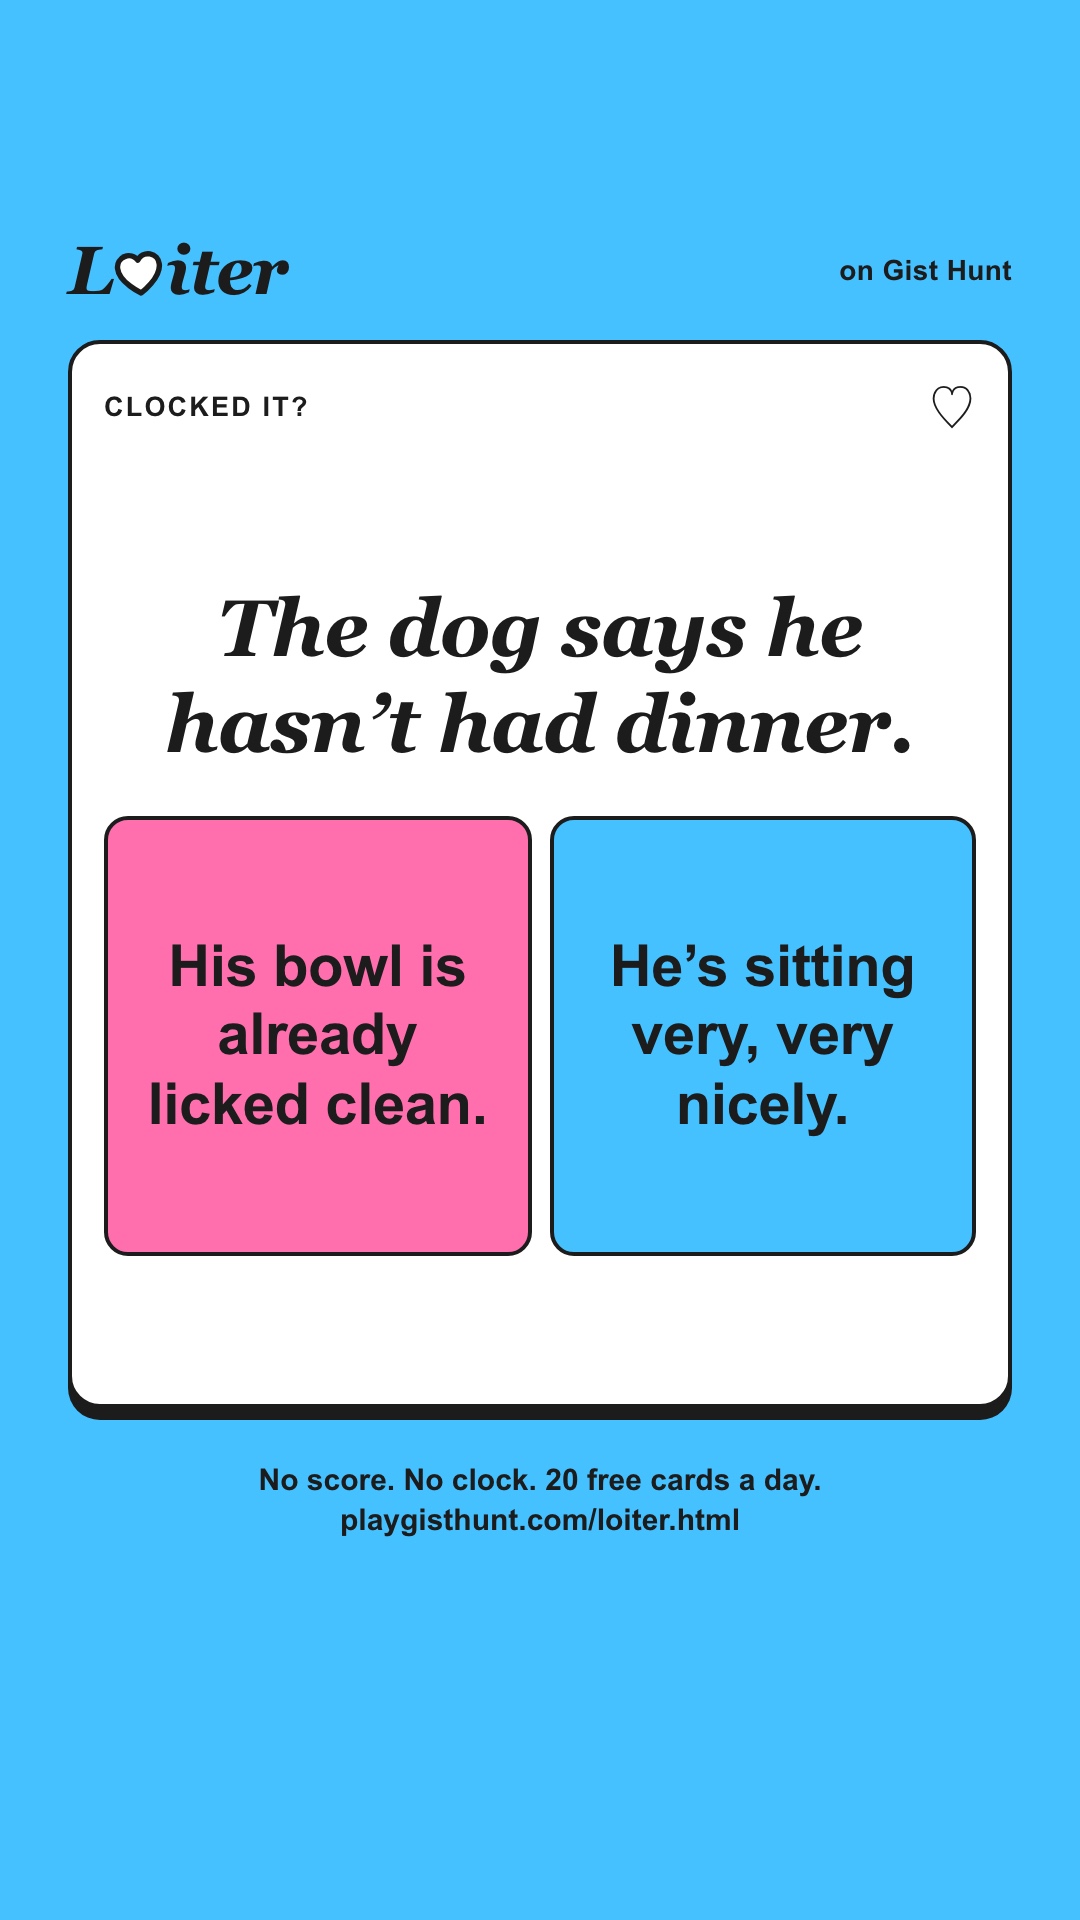 Loiter
on Gist Hunt
CLOCKED IT?
The dog says he
hasn’t had dinner.
His bowl is
already
licked clean.
He’s sitting
very, very
nicely.
No score. No clock. 20 free cards a day.
playgisthunt.com/loiter.html